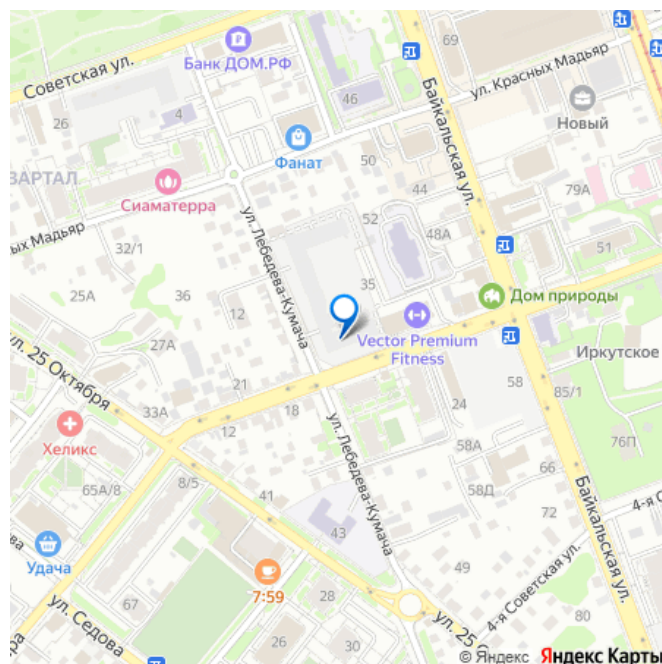 69
Советская ул.
Банк ДОМ.РФ
ул. Красных Мадьяр
46
26
4
Новый
Фанат
Байкальская ул.
ЗАРТАЛ
50
Сиаматерра
44
79А
52
48А
ых Мадьяр
32/1
ул. Лебедева-Кумача
51
35
36
25А
12
Дом природы
Vector Premium
Fitness
27А
ул. 25 Октября
Иркутское
21
58
85/1
33А
18
24
12
Хеликс
ул. Лебедева-Кумача
58А
76П
66
8/5
65А/8
41
58Д
72
4-я С
43
Удача
Байкальская ул.
49
7:59
4-я Советская ул.
28
67
ул. Седова
ул. 25
80
26
30
© Яндекс Яндекс Карты